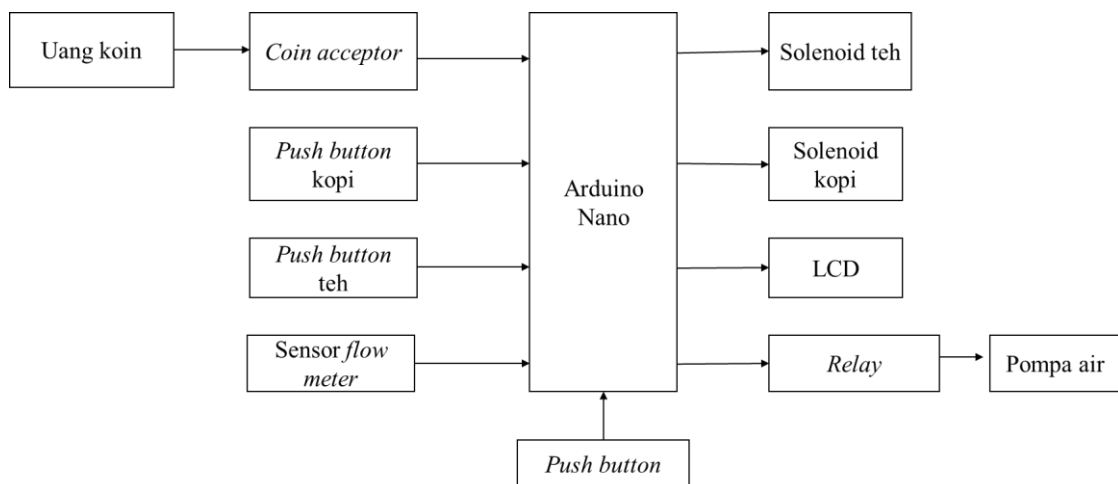 Uang koin
Coin acceptor
Solenoid teh
Push button
kopi
Solenoid
kopi
Arduino
Nano
Push button
teh
LCD
Sensor flow
meter
Relay
Pompa air
Push button